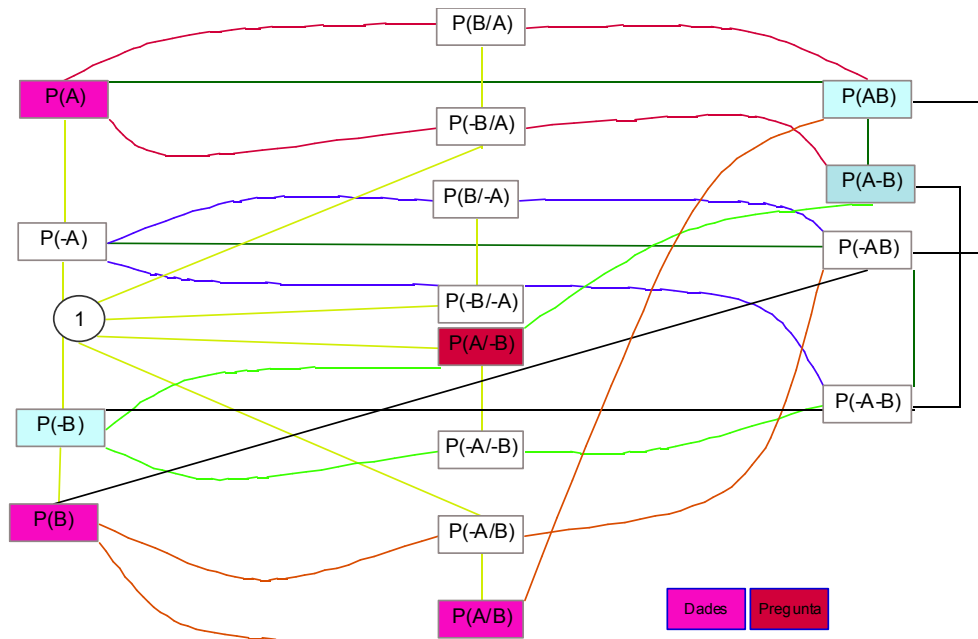 P(B/A)
P(A)
P(AB)
P(-B/A)
P(A-B)
P(B/-A)
P(-A)
P(-AB)
P(-B/-A)
1
P(A/-B)
P(-A-B)
P(-B)
P(-A/-B)
P(B)
P(-A/B)
P(A/B)
Dades
Pregunta